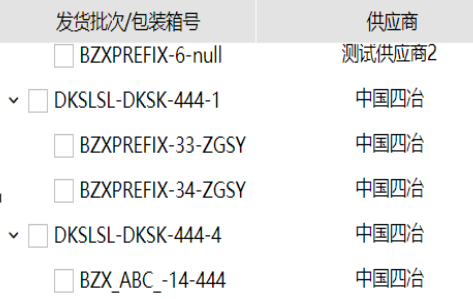 发货批次/包装箱号 供应商
BZXPREFIX-6-null 测试供应商2
DKSLSL-DKSK-444-1 中国四冶
BZXPREFIX-33-ZGSY 中国四冶
BZXPREFIX-34-ZGSY 中国四冶
DKSLSL-DKSK-444-4 中国四冶
BZX_ABC_-14-444 中国四冶